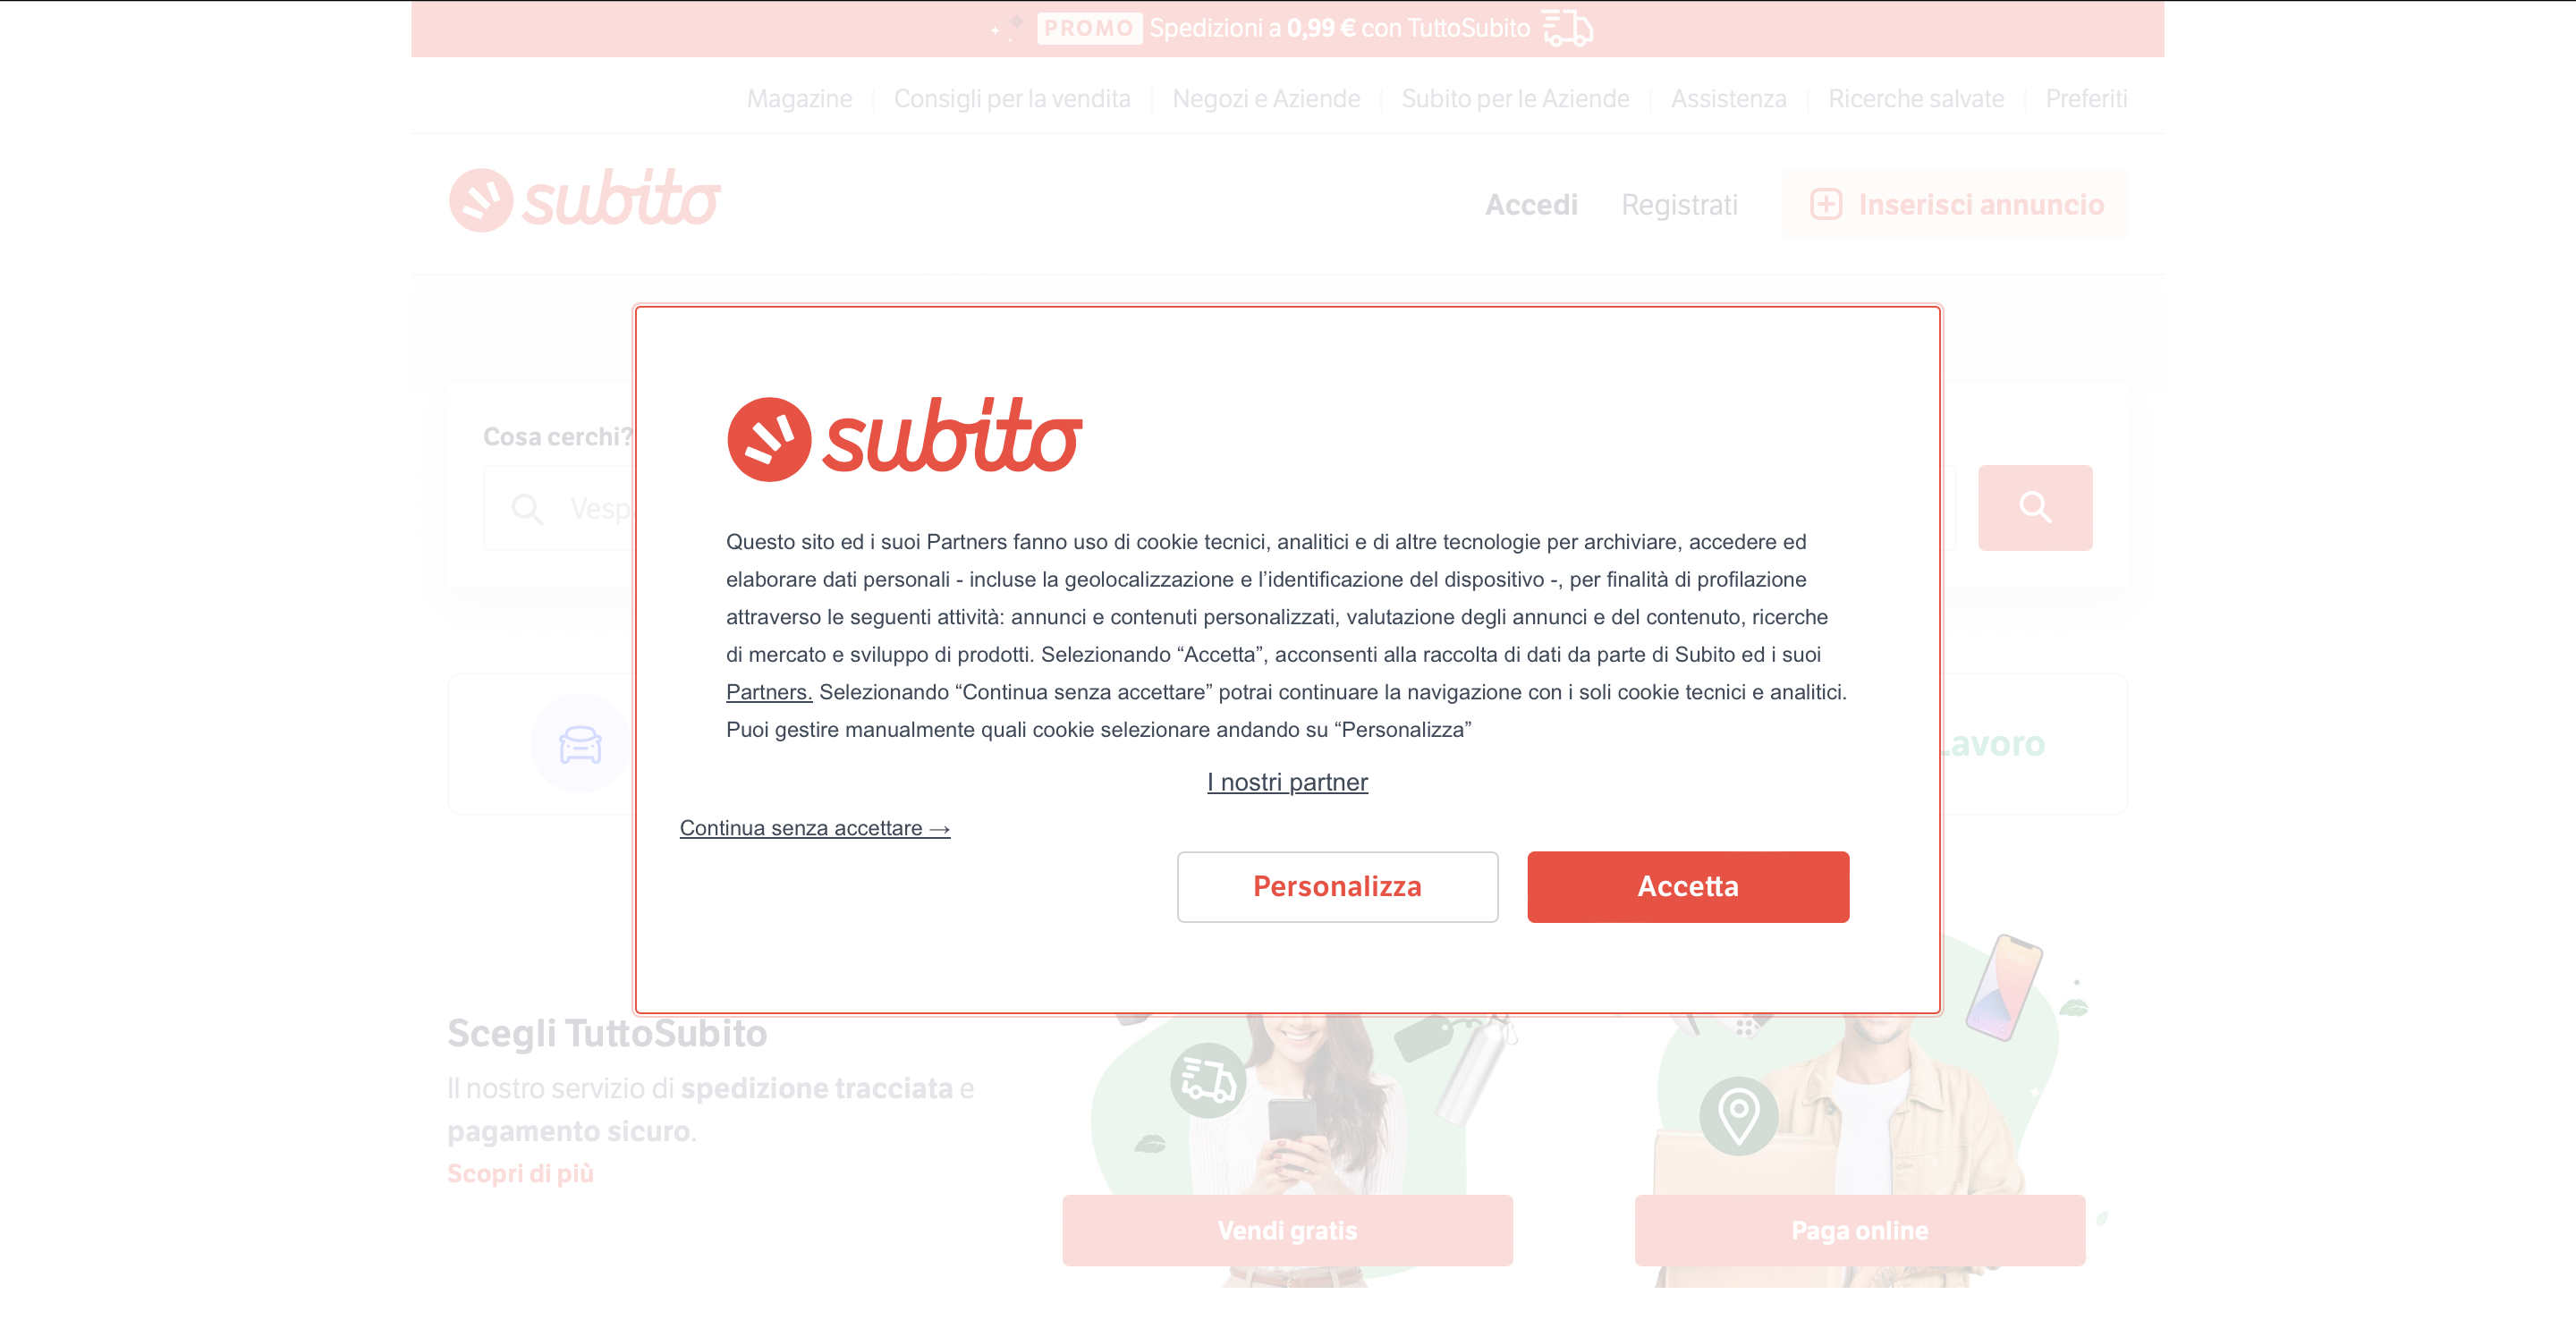 PROMO Spedizioni a 0,99 € con TuttoSubito
Magazine Consigli per la vendita Negozi e Aziende Subito per le Aziende Assistenza Ricerche salvate Preferiti
subito
Accedi Registrati Inserisci annuncio
Cosa cerchi?
subito
Questo sito ed i suoi Partners fanno uso di cookie tecnici, analitici e di altre tecnologie per archiviare, accedere ed
elaborare dati personali - incluse la geolocalizzazione e l’identificazione del dispositivo -, per finalità di profilazione
attraverso le seguenti attività: annunci e contenuti personalizzati, valutazione degli annunci e del contenuto, ricerche
di mercato e sviluppo di prodotti. Selezionando “Accetta”, acconsenti alla raccolta di dati da parte di Subito ed i suoi
Partners. Selezionando “Continua senza accettare” potrai continuare la navigazione con i soli cookie tecnici e analitici.
Puoi gestire manualmente quali cookie selezionare andando su “Personalizza”
I nostri partner
Continua senza accettare →
Personalizza
Accetta
Lavoro
Scegli TuttoSubito
Il nostro servizio di spedizione tracciata e
pagamento sicuro.
Scopri di più
Vendi gratis
Paga online